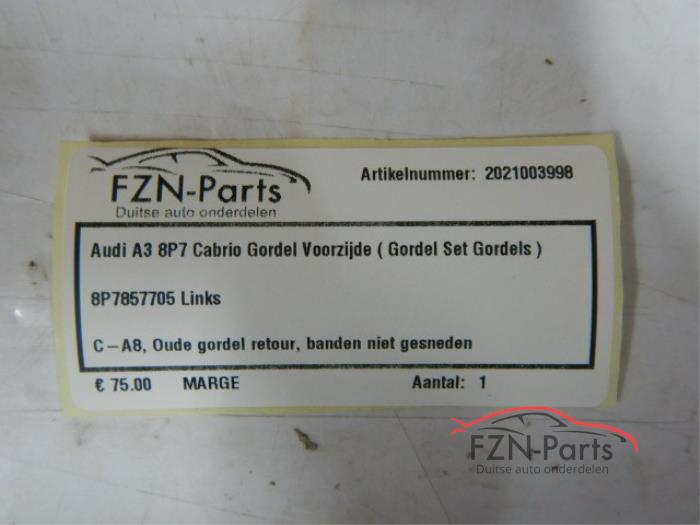 FZN-Parts
Duitse auto onderdelen
Artikelnummer: 2021003998
Audi A3 8P7 Cabrio Gordel Voorzijde ( Gordel Set Gordels )
8P7857705 Links
C-A8, Oude gordel retour, banden niet gesneden
€ 75.00 MARGE Aantal: 1
FZN-Parts
Duitse auto onderdelen